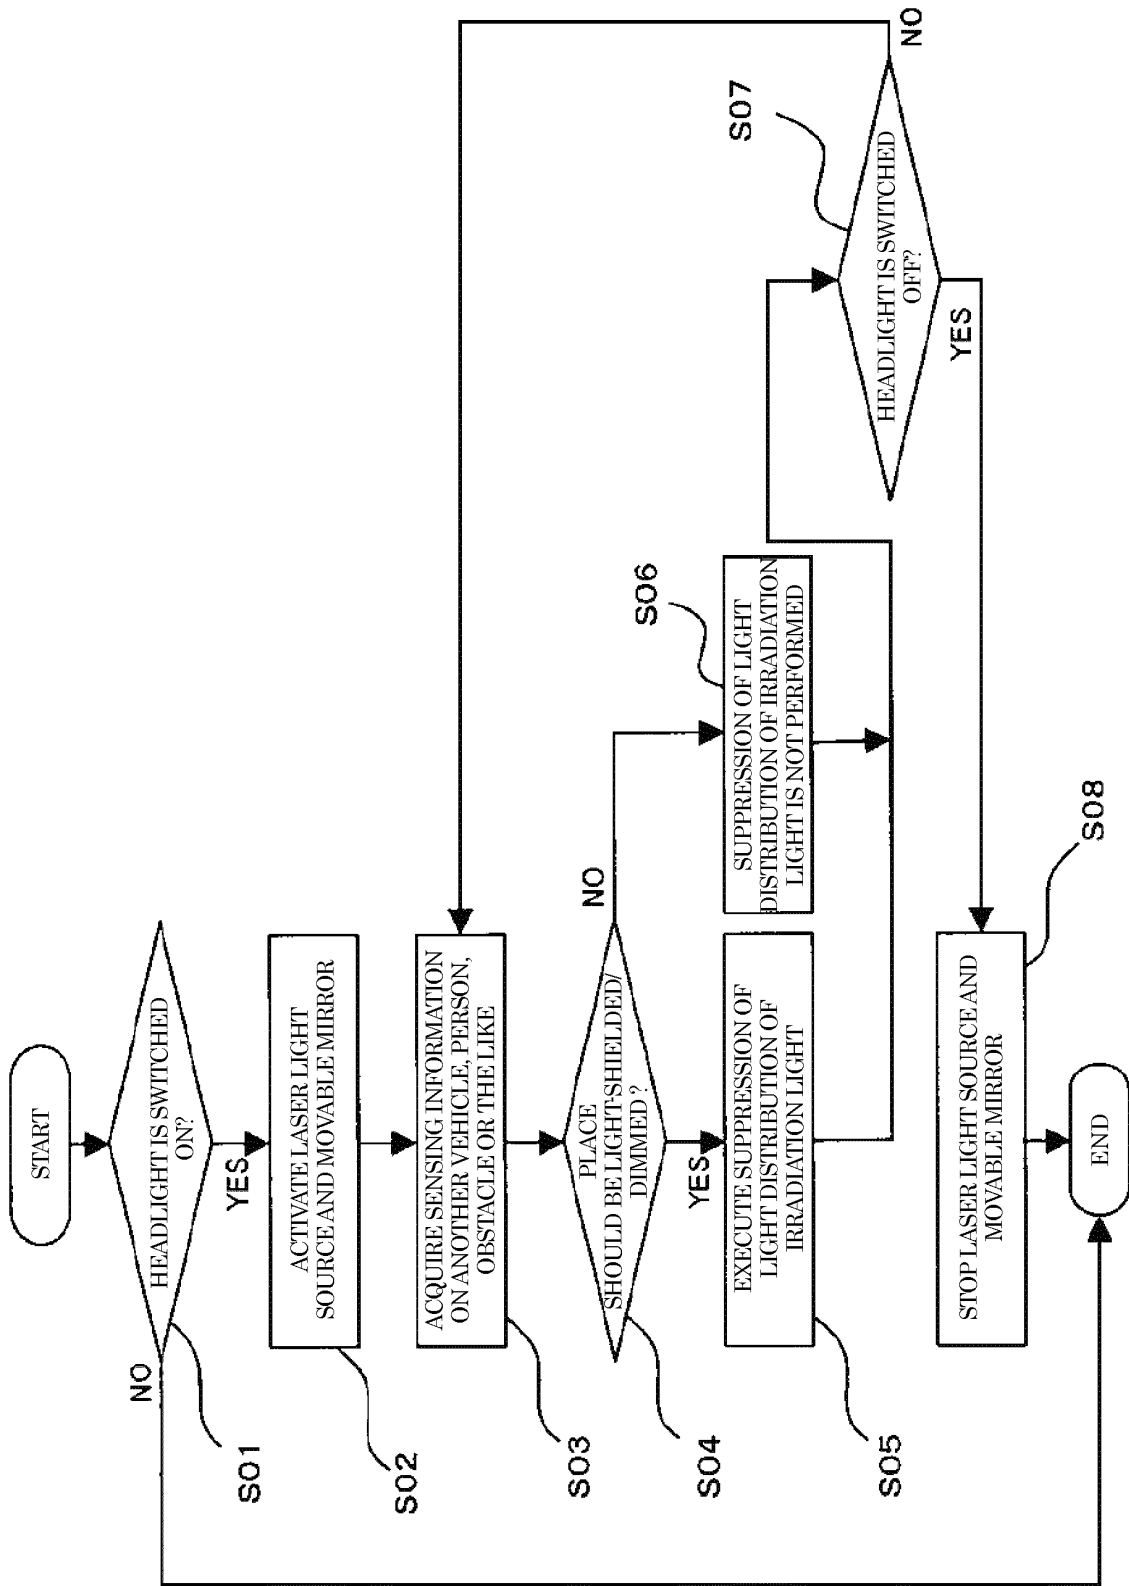 START
HEADLIGHT IS SWITCHED
ON?
S01
NO
YES
ACTIVATE LASER LIGHT
SOURCE AND MOVABLE MIRROR
S02
ACQUIRE SENSING INFORMATION
ON ANOTHER VEHICLE, PERSON,
OBSTACLE OR THE LIKE
S03
PLACE
SHOULD BE LIGHT-SHIELDED/
DIMMED ?
S04
NO
YES
EXECUTE SUPPRESSION OF
LIGHT DISTRIBUTION OF
IRRADIATION LIGHT
S05
SUPPRESSION OF LIGHT
DISTRIBUTION OF IRRADIATION
LIGHT IS NOT PERFORMED
S06
HEADLIGHT IS SWITCHED
OFF?
S07
NO
YES
STOP LASER LIGHT SOURCE AND
MOVABLE MIRROR
S08
END